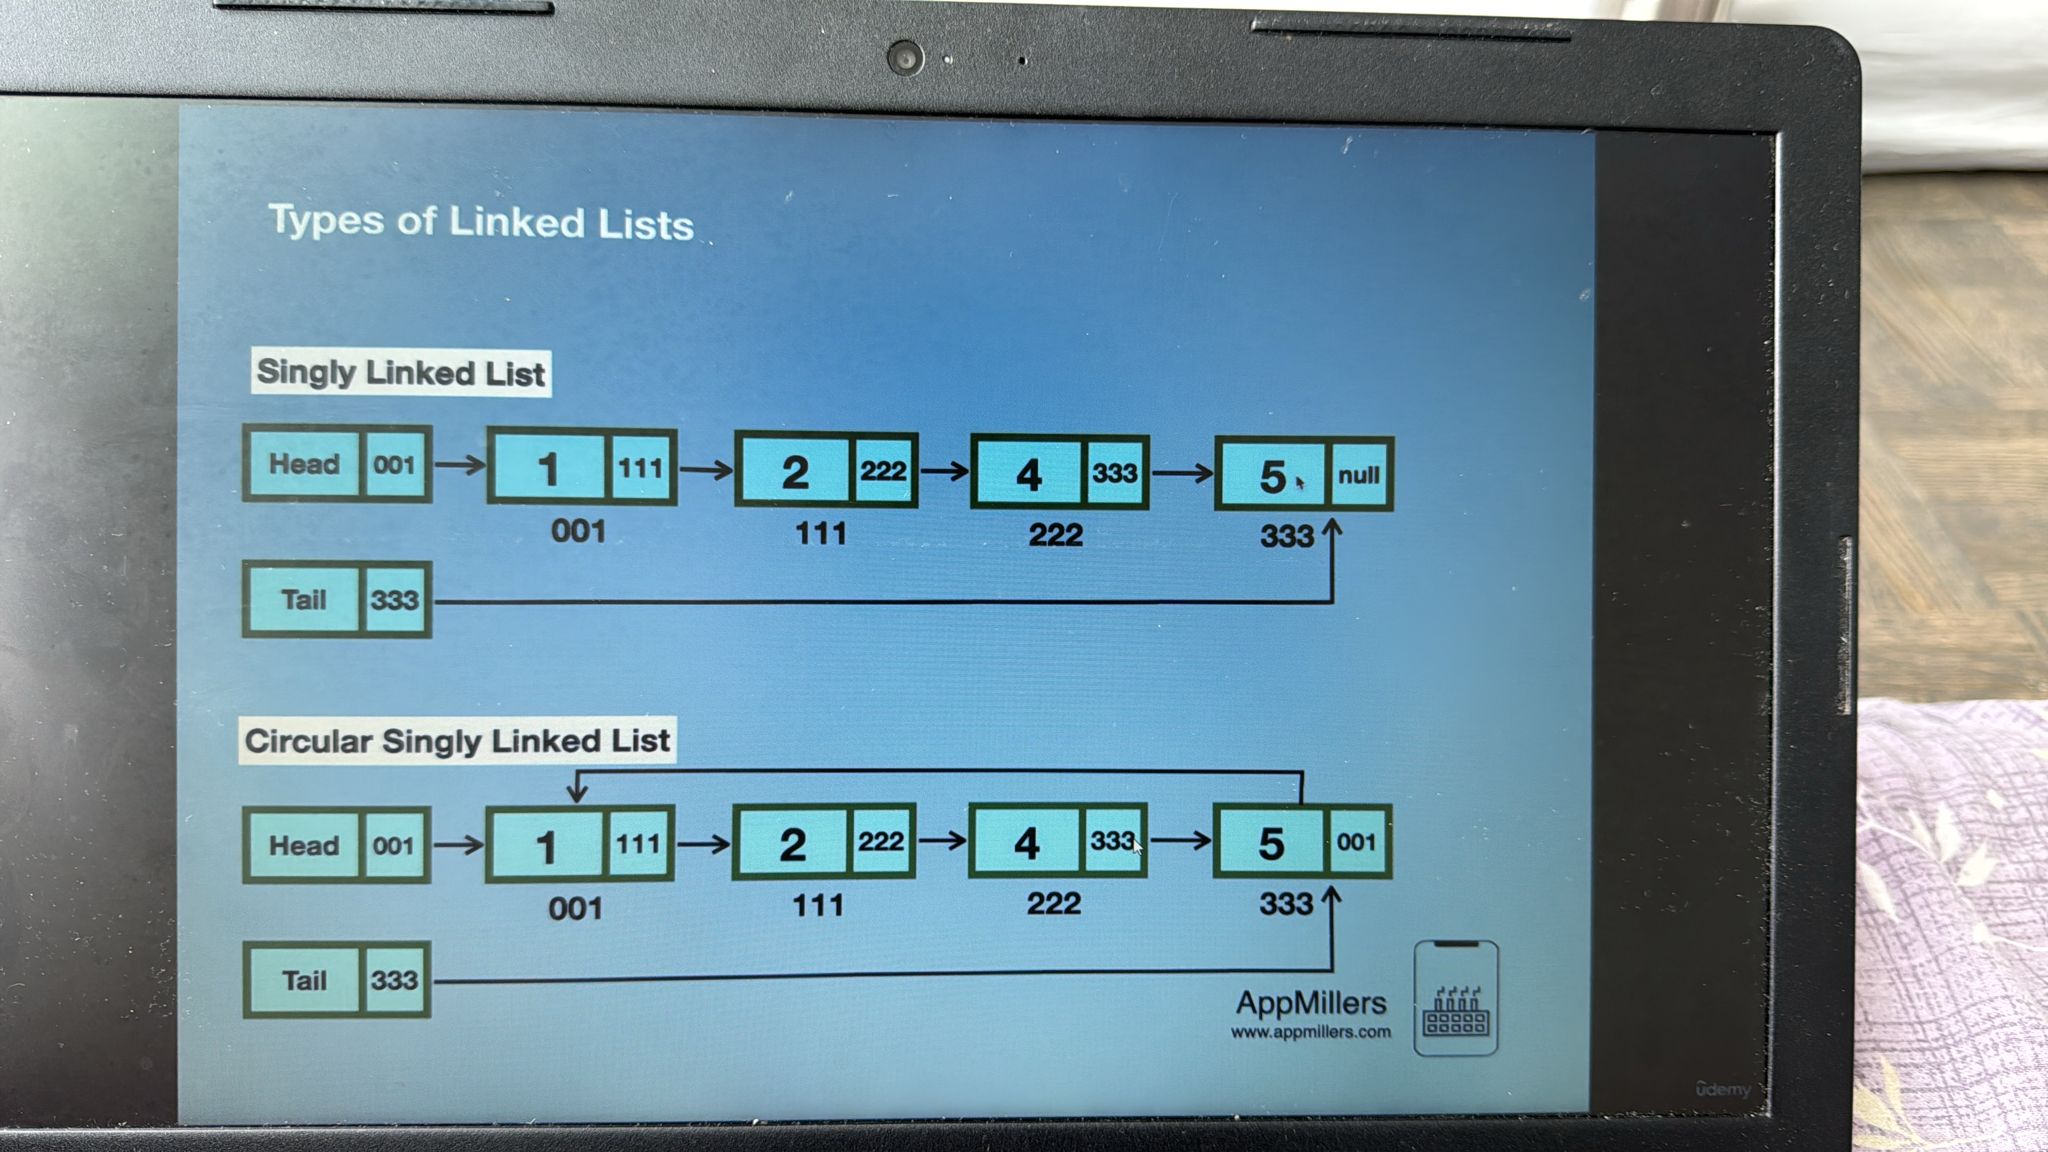 Types of Linked Lists
Singly Linked List
Head 001 1 111 2 222 4 333 5 null
001 111 222 333
Tail 333
Circular Singly Linked List
Head 001 1 111 2 222 4 333 5 001
001 111 222 333
Tail 333
AppMillers
www.appmillers.com
ûdemy